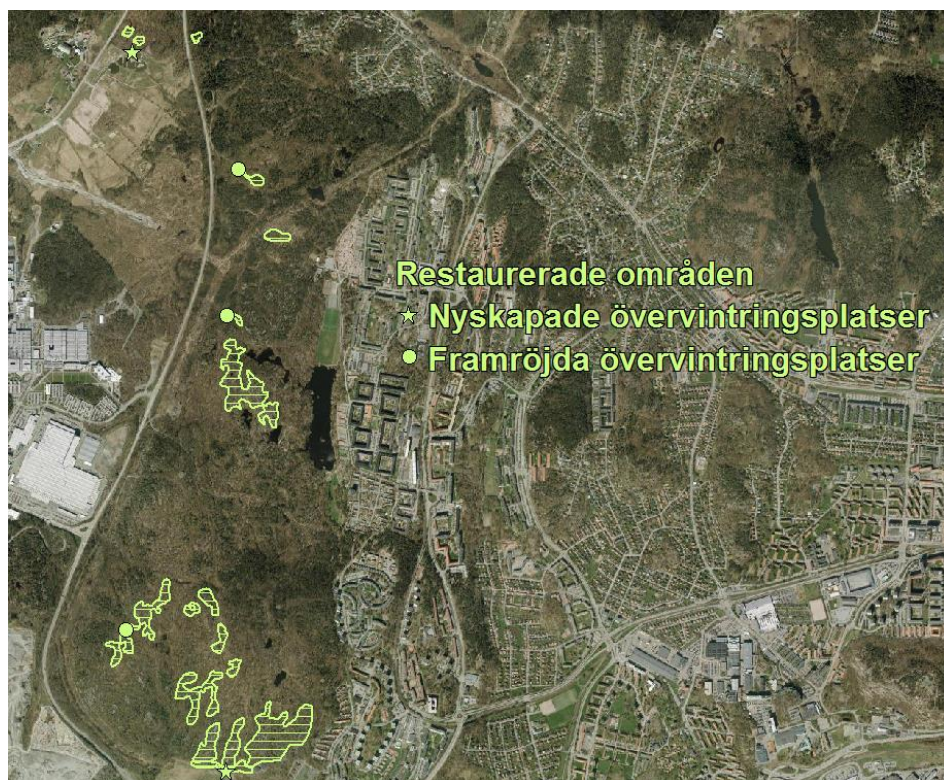 Restaurerade områden
Nyskapade övervintringsplatser
Framröjda övervintringsplatser